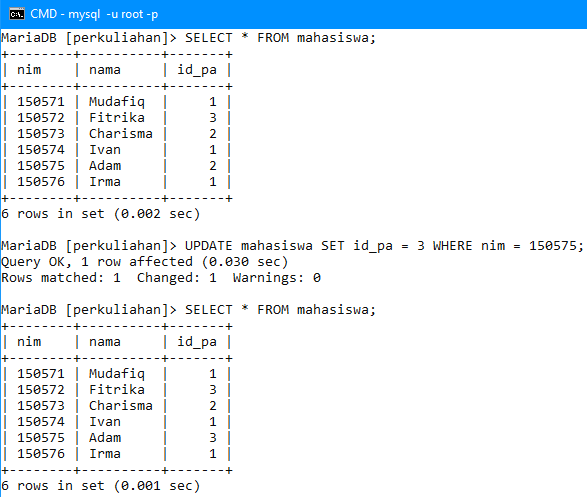 CMD - mysql -u root -p
MariaDB [perkuliahan]> SELECT * FROM mahasiswa;
+--------+----------+-------+
| nim    | nama     | id_pa |
+--------+----------+-------+
| 150571 | Mudafiq  |     1 |
| 150572 | Fitrika  |     3 |
| 150573 | Charisma |     2 |
| 150574 | Ivan     |     1 |
| 150575 | Adam     |     2 |
| 150576 | Irma     |     1 |
+--------+----------+-------+
6 rows in set (0.002 sec)
MariaDB [perkuliahan]> UPDATE mahasiswa SET id_pa = 3 WHERE nim = 150575;
Query OK, 1 row affected (0.030 sec)
Rows matched: 1  Changed: 1  Warnings: 0
MariaDB [perkuliahan]> SELECT * FROM mahasiswa;
+--------+----------+-------+
| nim    | nama     | id_pa |
+--------+----------+-------+
| 150571 | Mudafiq  |     1 |
| 150572 | Fitrika  |     3 |
| 150573 | Charisma |     2 |
| 150574 | Ivan     |     1 |
| 150575 | Adam     |     3 |
| 150576 | Irma     |     1 |
+--------+----------+-------+
6 rows in set (0.001 sec)